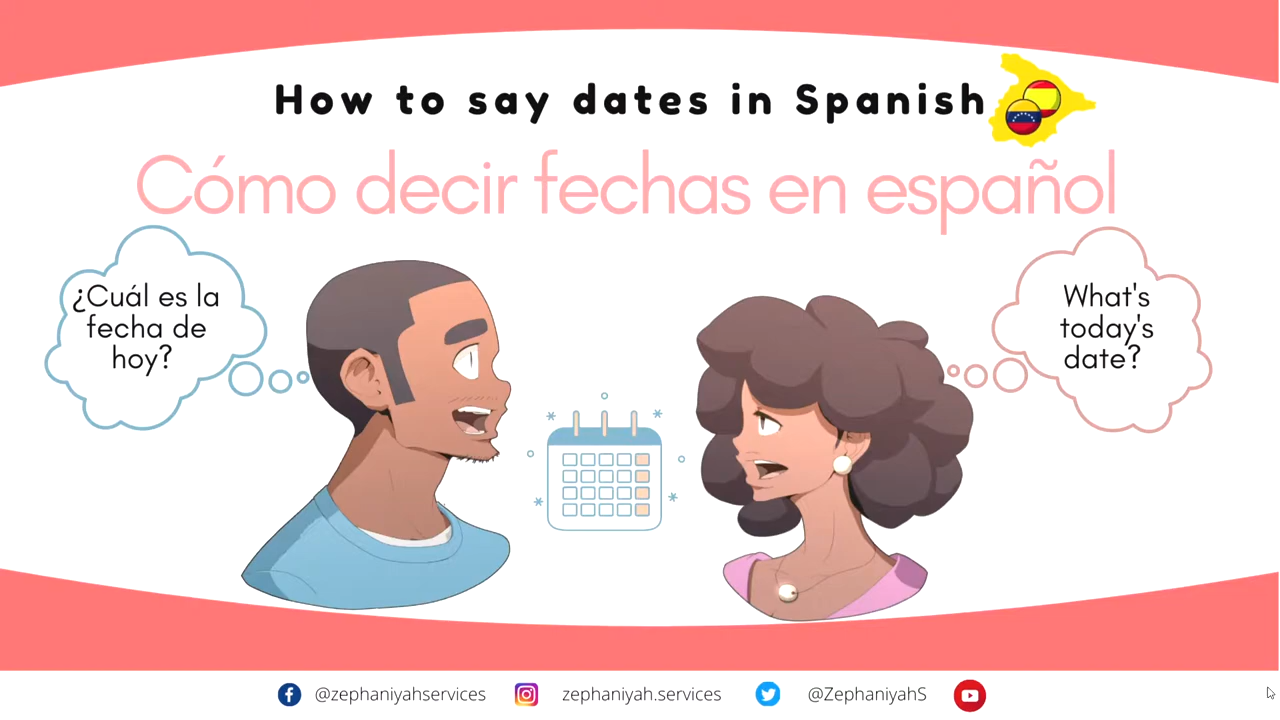 How to say dates in Spanish
Cómo decir fechas en español
¿Cuál es la
fecha de
hoy?
What's
today's
date?
@zephaniyahservices
zephaniyah.services
@ZephaniyahS